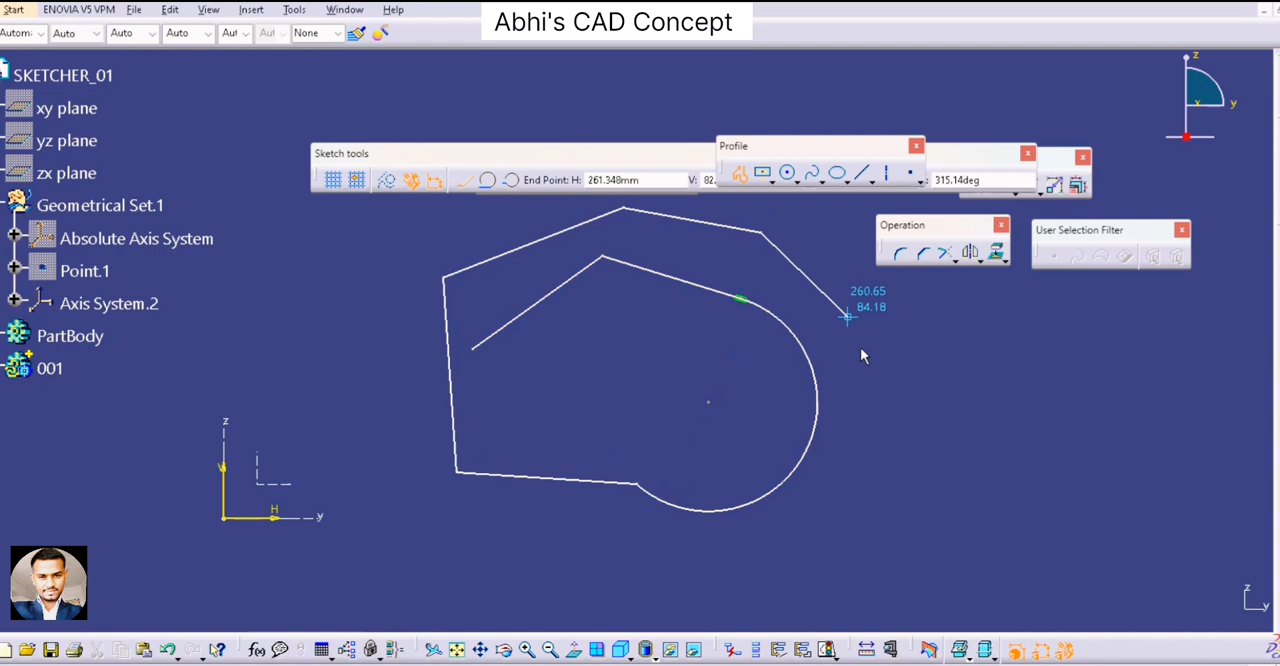 Start ENOVIA V5 VPM File Edit View Insert Tools Window Help
Abhi's CAD Concept
Auto Auto Auto None
SKETCHER_01
xy plane
yz plane
zx plane
Geometrical Set.1
Absolute Axis System
Point.1
Axis System.2
PartBody
001
Sketch tools
End Point: H: 261.348mm V: 82.
315.14deg
Profile
Operation
User Selection Filter
260.65
84.18
z
y
x
z
V
H
y
z
y
f(x)